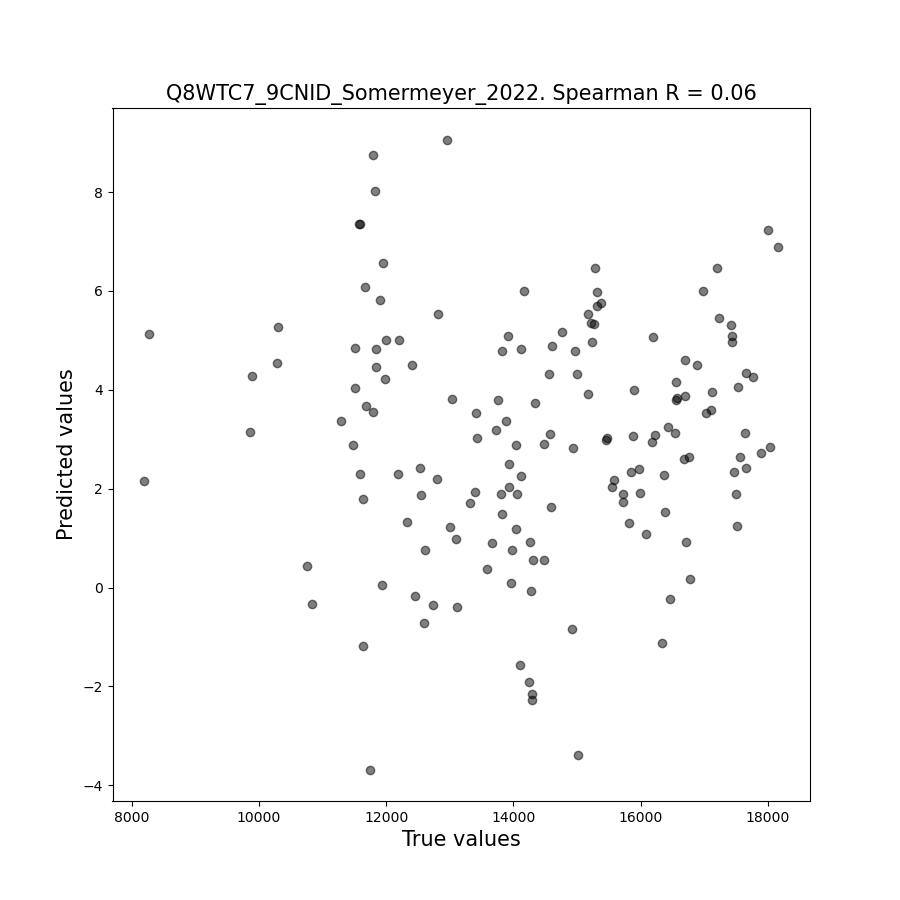 Q8WTC7_9CNID_Somermeyer_2022. Spearman R = 0.06
Predicted values
8
6
4
2
0
−2
−4
8000 10000 12000 14000 16000 18000
True values